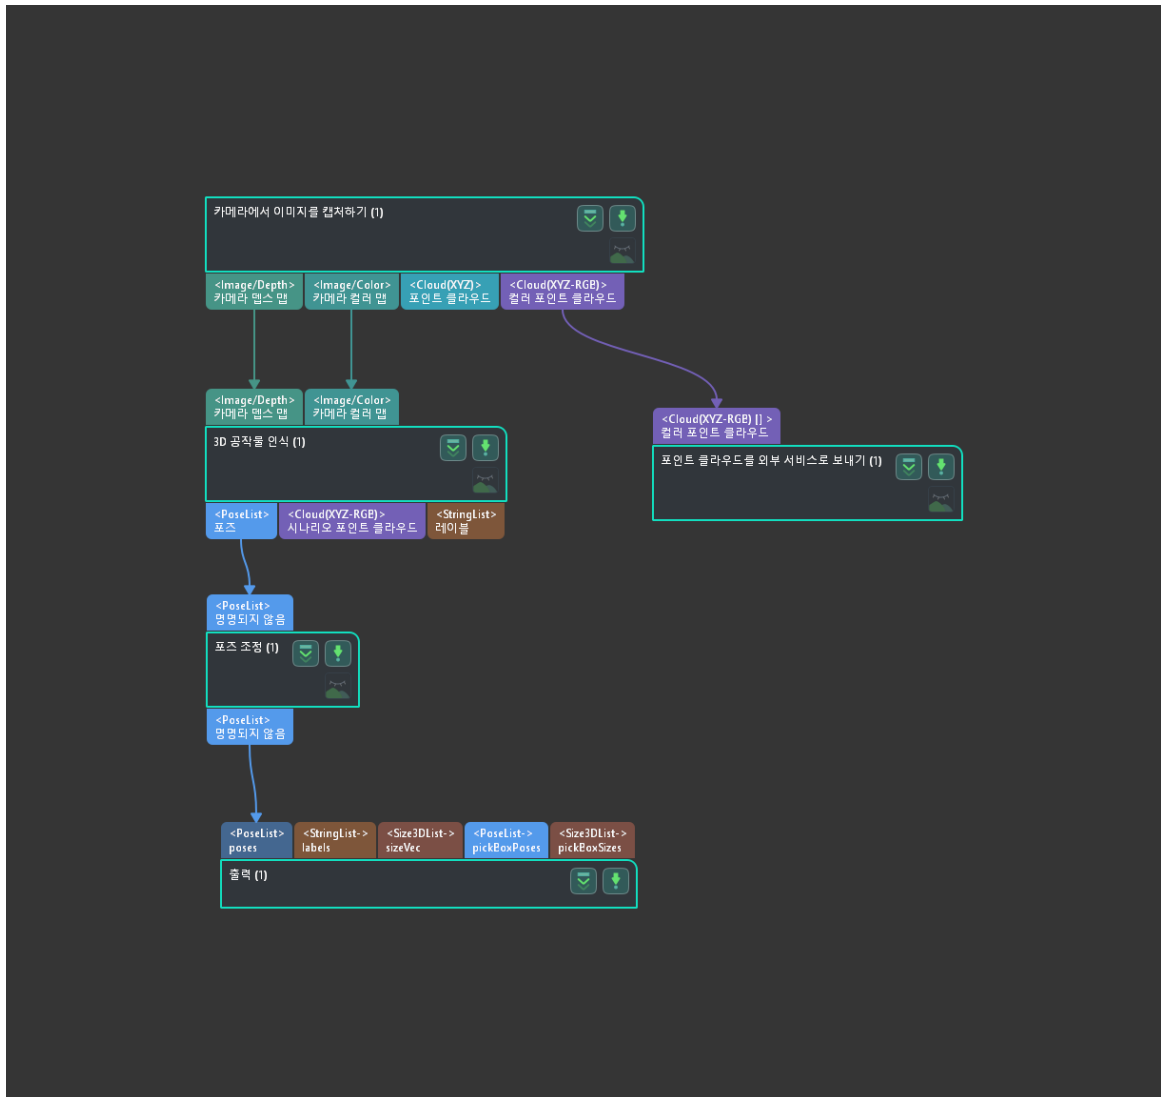 카메라에서 이미지를 캡처하기 (1)
<Image/Depth> <Image/Color> <Cloud(XYZ)> <Cloud(XYZ-RGB)>
카메라 뎁스 맵 카메라 컬러 맵 포인트 클라우드 컬러 포인트 클라우드
<Image/Depth> <Image/Color>
카메라 뎁스 맵 카메라 컬러 맵
3D 공작물 인식 (1)
<Cloud(XYZ-RGB) [] >
컬러 포인트 클라우드
포인트 클라우드를 외부 서비스로 보내기 (1)
<PoseList> <Cloud(XYZ-RGB)> <StringList>
포즈 시나리오 포인트 클라우드 레이블
<PoseList>
명명되지 않음
포즈 조정 (1)
<PoseList>
명명되지 않음
<PoseList> <StringList-> <Size3DList-> <PoseList-> <Size3DList->
poses labels sizeVec pickBoxPoses pickBoxSizes
출력 (1)